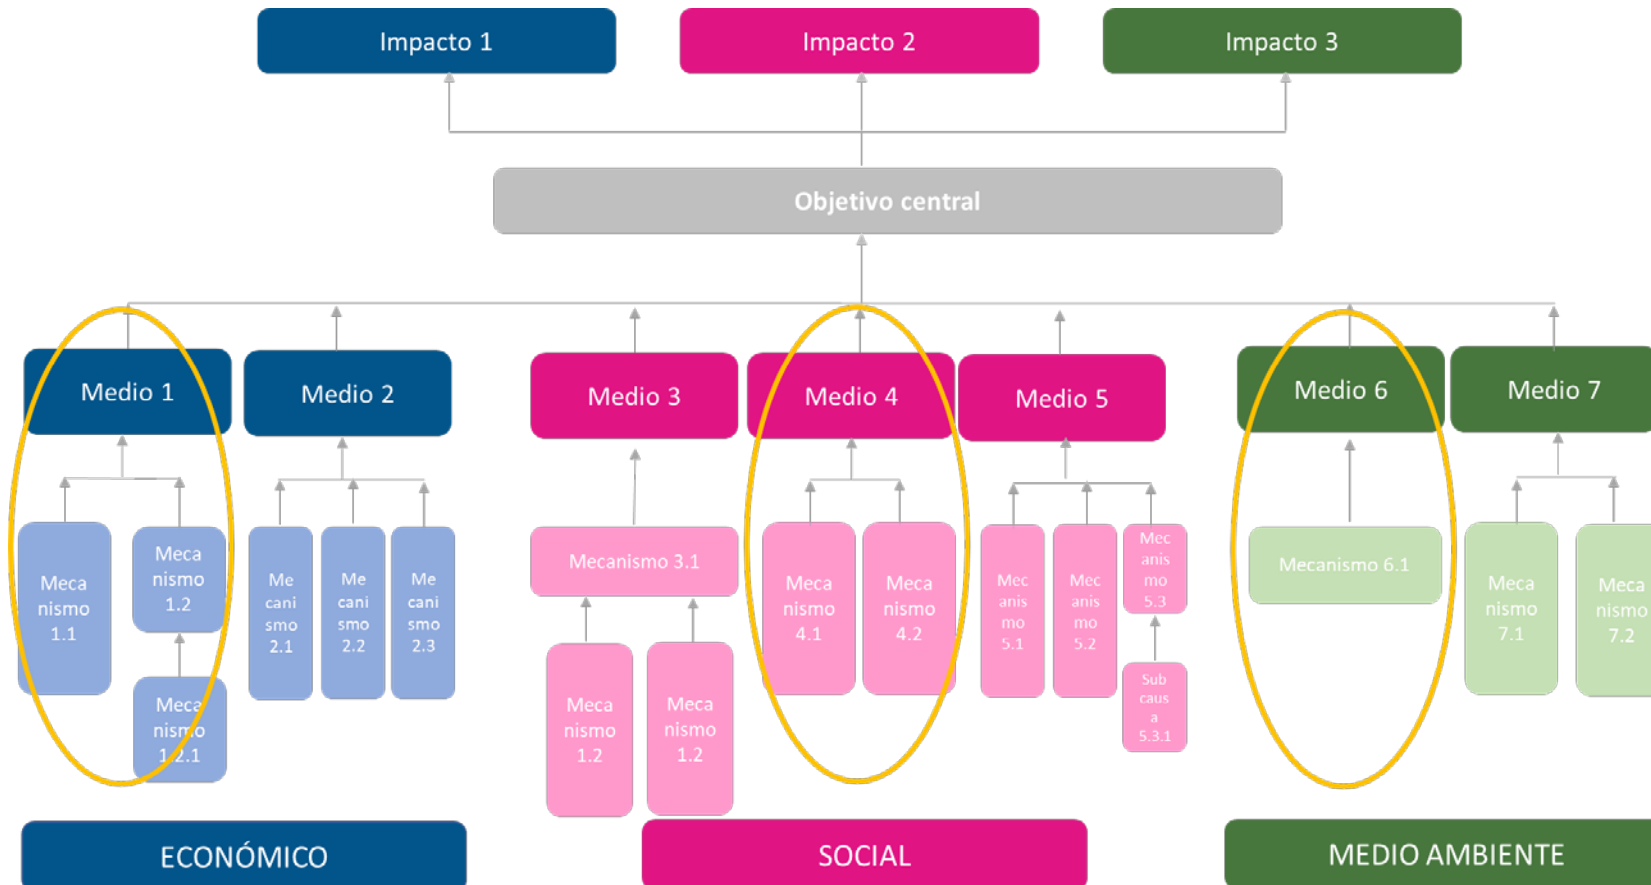 Impacto 1
Impacto 2
Impacto 3
Objetivo central
Medio 1
Medio 2
Medio 3
Medio 4
Medio 5
Medio 6
Medio 7
Meca
nismo
1.1
Meca
nismo
1.2
Meca
nismo
1.2.1
Me
cani
smo
2.1
Me
cani
smo
2.2
Me
cani
smo
2.3
Mecanismo 3.1
Meca
nismo
1.2
Meca
nismo
1.2
Meca
nismo
4.1
Meca
nismo
4.2
Mec
anis
mo
5.1
Mec
anis
mo
5.2
Mec
anis
mo
5.3
Sub
caus
a
5.3.1
Mecanismo 6.1
Meca
nismo
7.1
Meca
nismo
7.2
ECONÓMICO
SOCIAL
MEDIO AMBIENTE